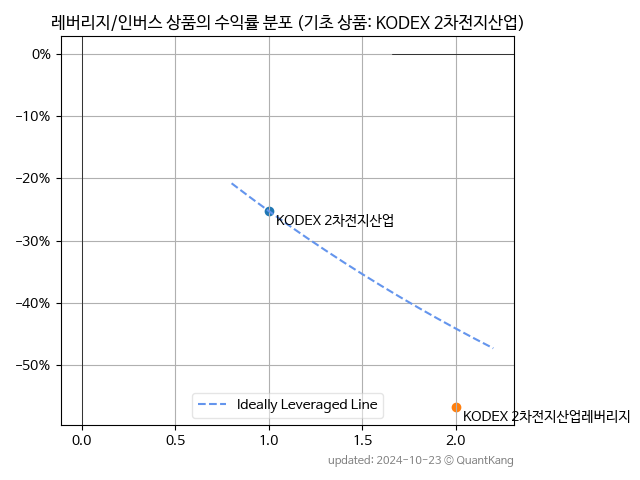 레버리지/인버스 상품의 수익률 분포 (기초 상품: KODEX 2차전지산업)
0%
−10%
−20%
−30%
−40%
−50%
KODEX 2차전지산업
KODEX 2차전지산업레버리지
Ideally Leveraged Line
0.0 0.5 1.0 1.5 2.0
updated: 2024-10-23 © QuantKang